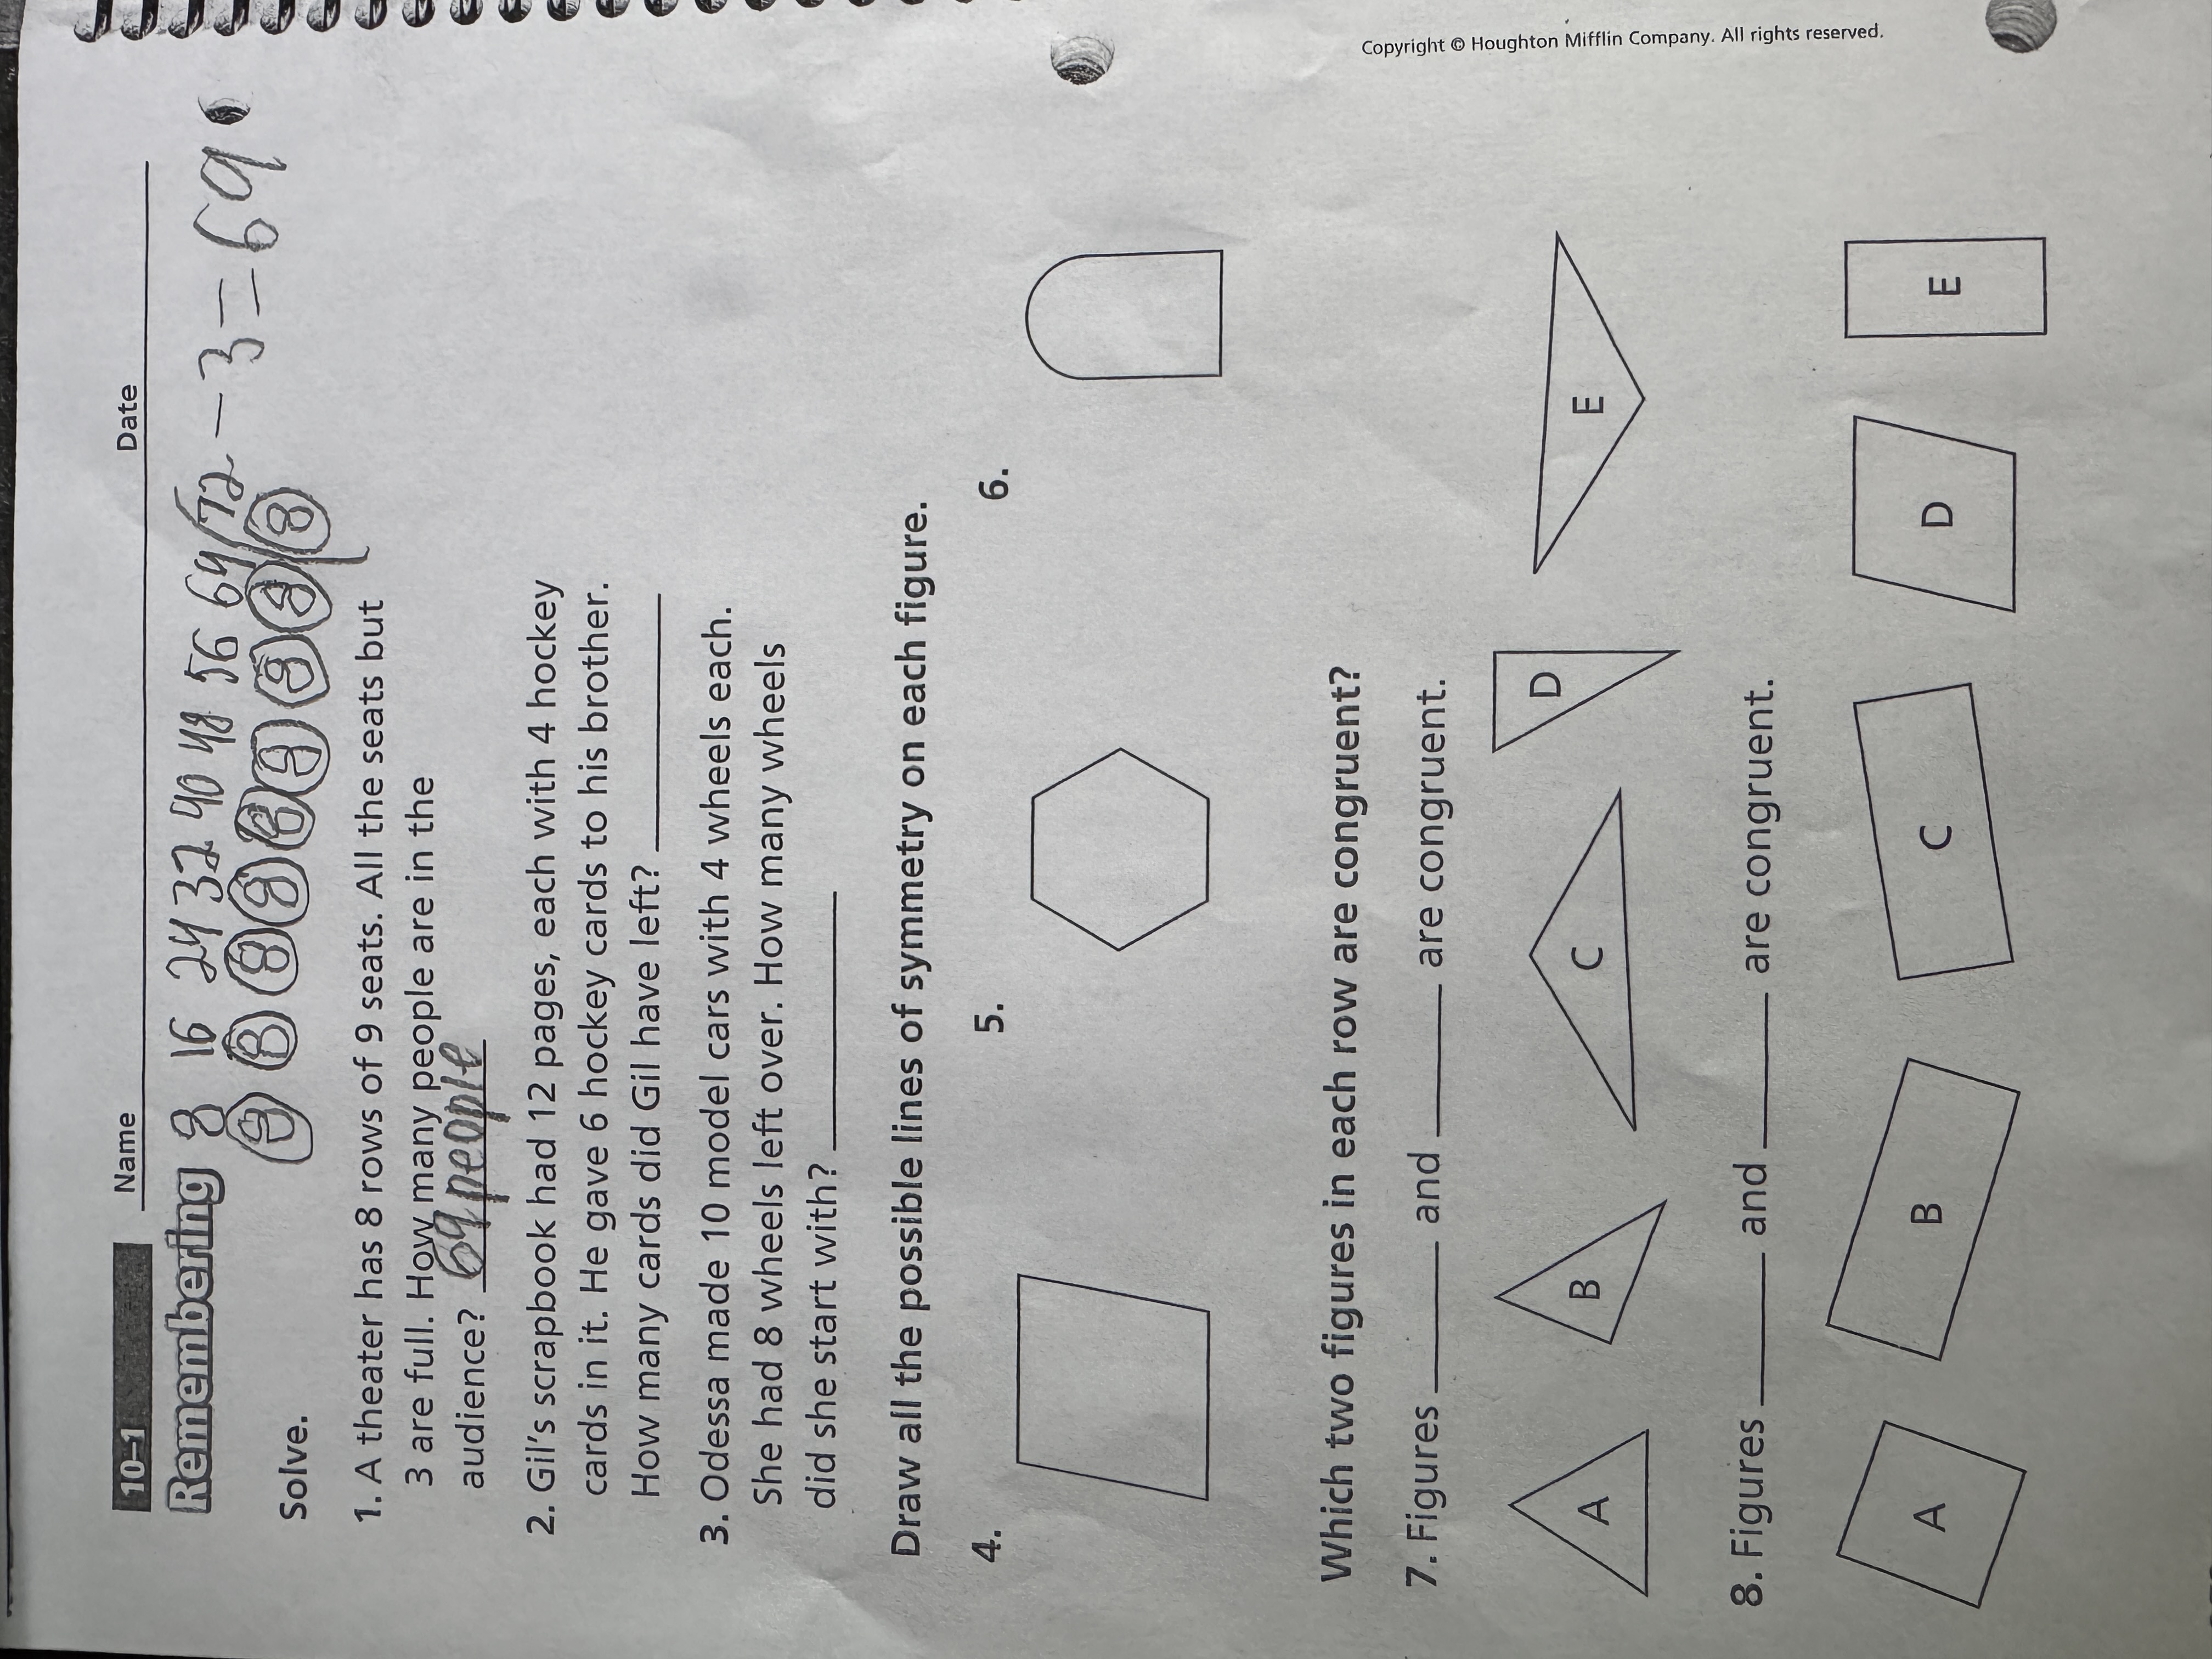 10–1
Name
Date
Remembering
8 16 24 32 40 48 56 64 72 − 3 = 69
8 8 8 8 8 8 8 8 8
Solve.
1. A theater has 8 rows of 9 seats. All the seats but
3 are full. How many people are in the
audience? 69 people
2. Gil's scrapbook had 12 pages, each with 4 hockey
cards in it. He gave 6 hockey cards to his brother.
How many cards did Gil have left?
3. Odessa made 10 model cars with 4 wheels each.
She had 8 wheels left over. How many wheels
did she start with?
Draw all the possible lines of symmetry on each figure.
4.
5.
6.
Which two figures in each row are congruent?
7. Figures ______ and ______ are congruent.
A B C D E
8. Figures ______ and ______ are congruent.
A B C D E
Copyright © Houghton Mifflin Company. All rights reserved.